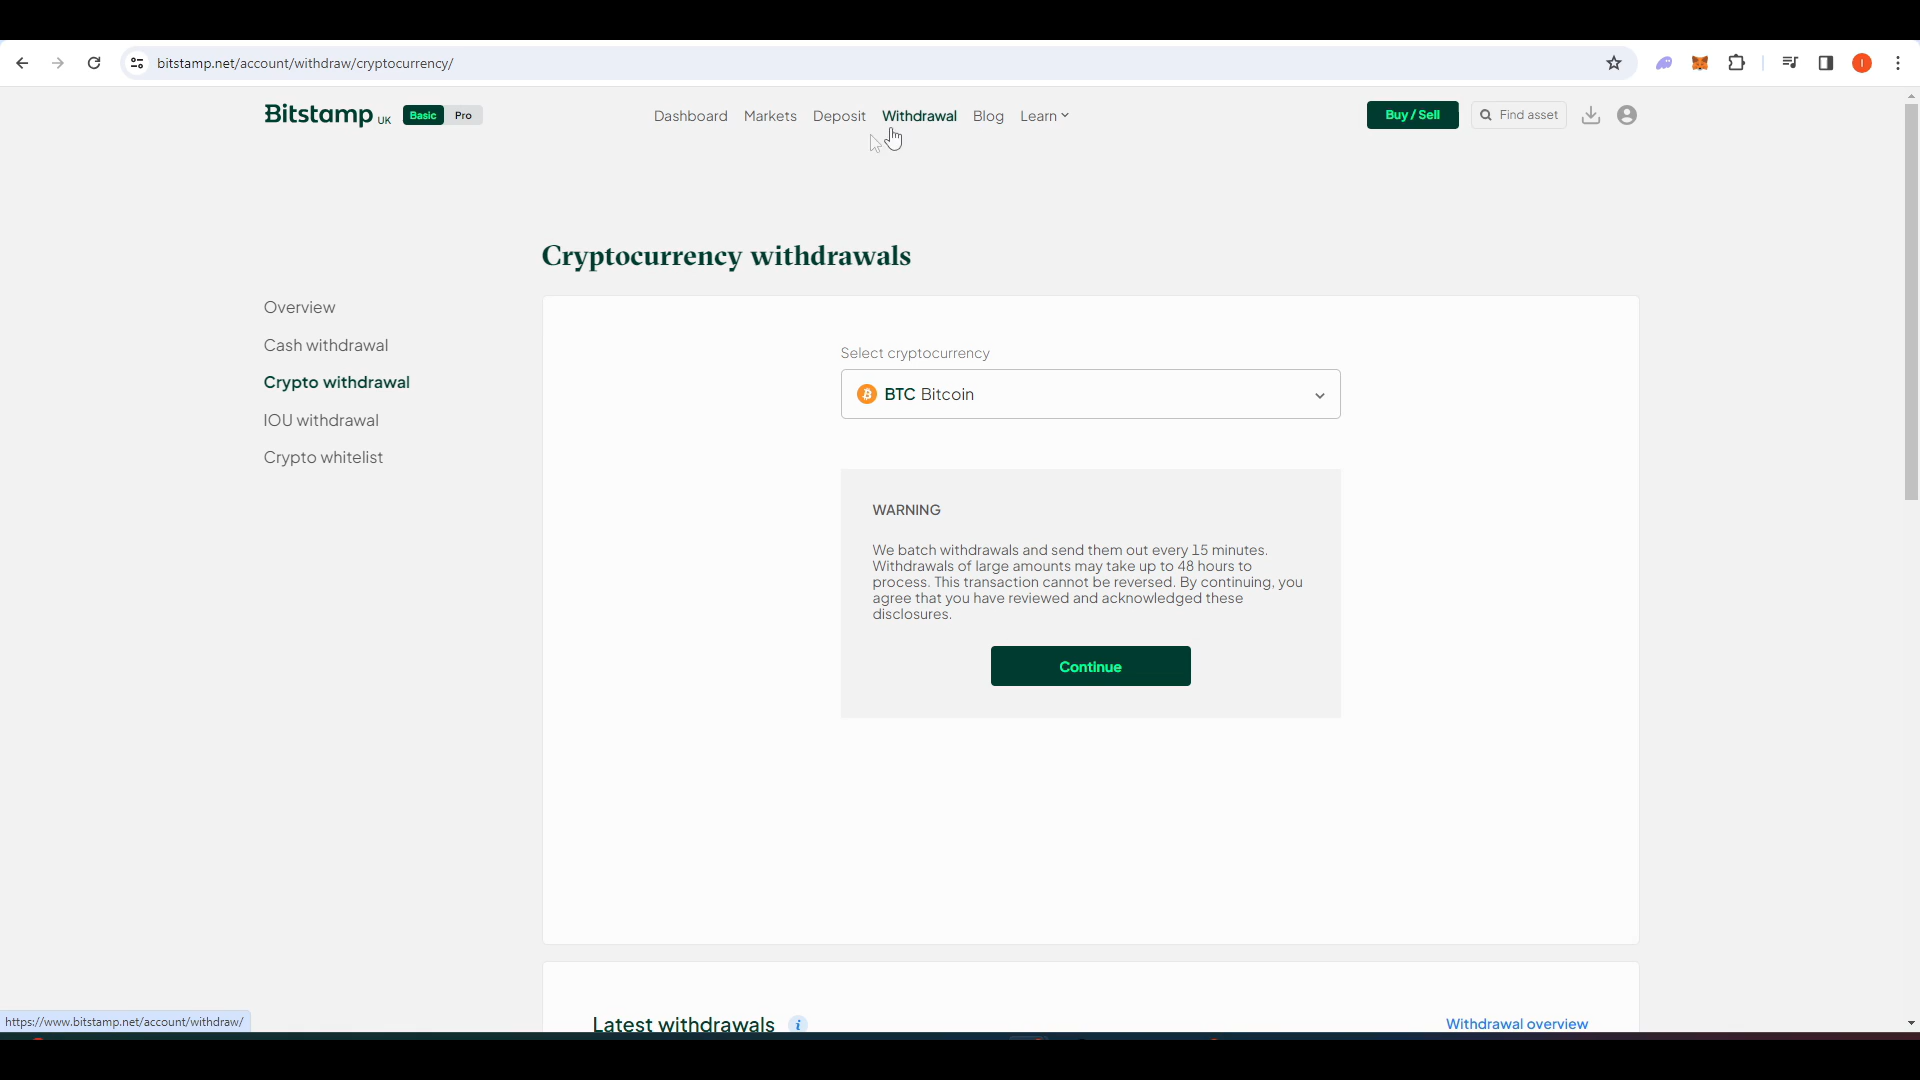 bitstamp.net/account/withdraw/cryptocurrency/
I
Bitstamp UK Basic Pro
Dashboard Markets Deposit Withdrawal Blog Learn
Buy / Sell Find asset
Cryptocurrency withdrawals
Overview
Cash withdrawal
Crypto withdrawal
IOU withdrawal
Crypto whitelist
Select cryptocurrency
BTC Bitcoin
WARNING
We batch withdrawals and send them out every 15 minutes.
Withdrawals of large amounts may take up to 48 hours to
process. This transaction cannot be reversed. By continuing, you
agree that you have reviewed and acknowledged these
disclosures.
Continue
Latest withdrawals i
Withdrawal overview
https://www.bitstamp.net/account/withdraw/